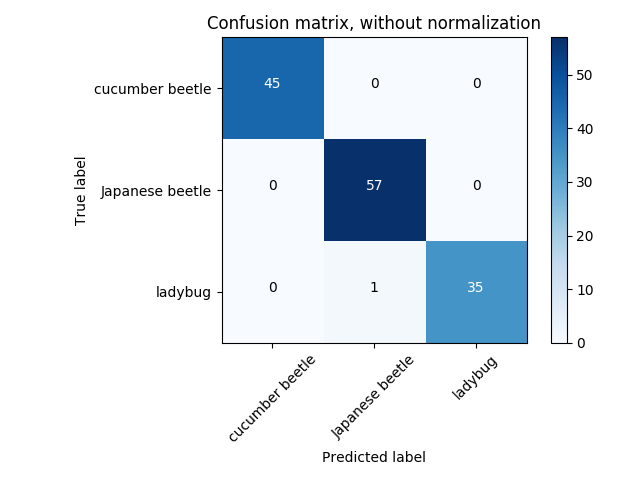 Confusion matrix, without normalization
True label
cucumber beetle
45
0
0
Japanese beetle
0
57
0
ladybug
0
1
35
cucumber beetle
Japanese beetle
ladybug
Predicted label
50
40
30
20
10
0